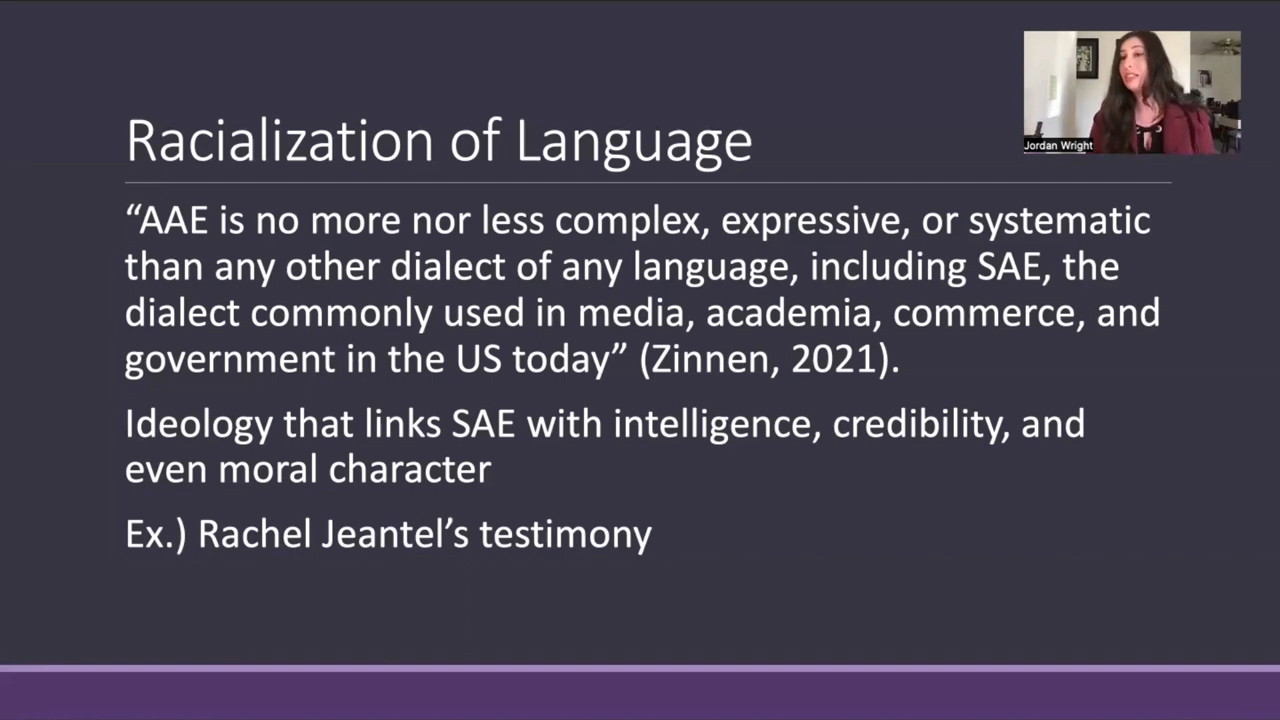 Racialization of Language
Jordan Wright
“AAE is no more nor less complex, expressive, or systematic
than any other dialect of any language, including SAE, the
dialect commonly used in media, academia, commerce, and
government in the US today” (Zinnen, 2021).
Ideology that links SAE with intelligence, credibility, and
even moral character
Ex.) Rachel Jeantel’s testimony